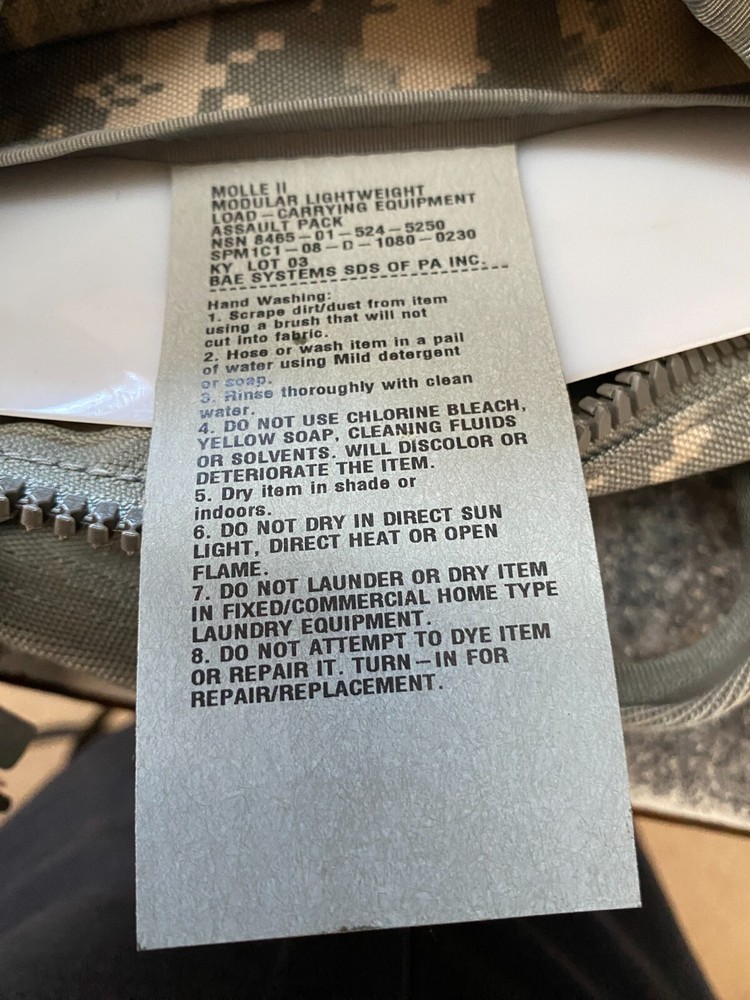 MOLLE II
MODULAR LIGHTWEIGHT
LOAD-CARRYING EQUIPMENT
ASSAULT PACK
NSN 8465-01-524-5250
SPM1C1-08-D-1080-0230
KY LOT 03
BAE SYSTEMS SDS OF PA INC.
Hand Washing:
1. Scrape dirt/dust from item
using a brush that will not
cut into fabric.
2. Hose or wash item in a pail
of water using Mild detergent
or soap.
3. Rinse thoroughly with clean
water.
4. DO NOT USE CHLORINE BLEACH,
YELLOW SOAP, CLEANING FLUIDS
OR SOLVENTS. WILL DISCOLOR OR
DETERIORATE THE ITEM.
5. Dry item in shade or
indoors.
6. DO NOT DRY IN DIRECT SUN
LIGHT, DIRECT HEAT OR OPEN
FLAME.
7. DO NOT LAUNDER OR DRY ITEM
IN FIXED/COMMERCIAL HOME TYPE
LAUNDRY EQUIPMENT.
8. DO NOT ATTEMPT TO DYE ITEM
OR REPAIR IT. TURN-IN FOR
REPAIR/REPLACEMENT.